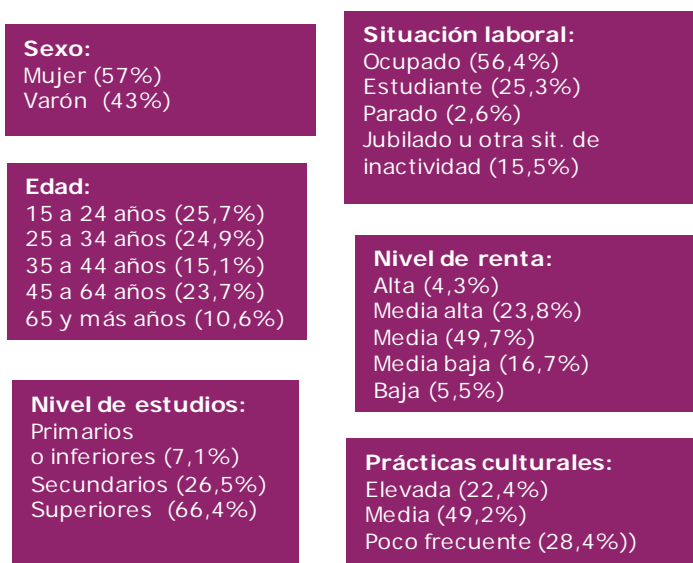 Sexo:
Mujer (57%)
Varón (43%)
Edad:
15 a 24 años (25,7%)
25 a 34 años (24,9%)
35 a 44 años (15,1%)
45 a 64 años (23,7%)
65 y más años (10,6%)
Nivel de estudios:
Primarios
o inferiores (7,1%)
Secundarios (26,5%)
Superiores (66,4%)
Situación laboral:
Ocupado (56,4%)
Estudiante (25,3%)
Parado (2,6%)
Jubilado u otra sit. de
inactividad (15,5%)
Nivel de renta:
Alta (4,3%)
Media alta (23,8%)
Media (49,7%)
Media baja (16,7%)
Baja (5,5%)
Prácticas culturales:
Elevada (22,4%)
Media (49,2%)
Poco frecuente (28,4%))